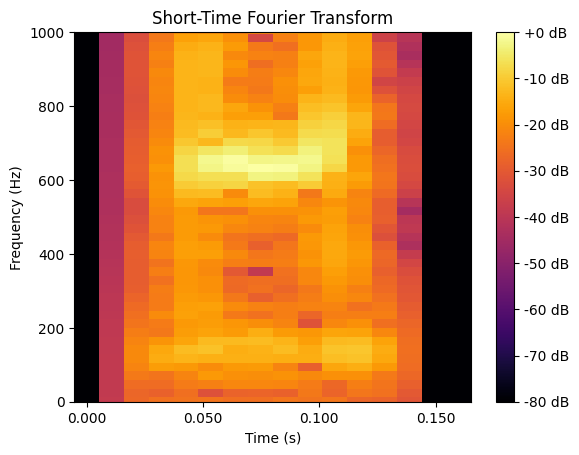 Short-Time Fourier Transform
Frequency (Hz)
1000
800
600
400
200
0
0.000
0.050
0.100
0.150
Time (s)
+0 dB
-10 dB
-20 dB
-30 dB
-40 dB
-50 dB
-60 dB
-70 dB
-80 dB